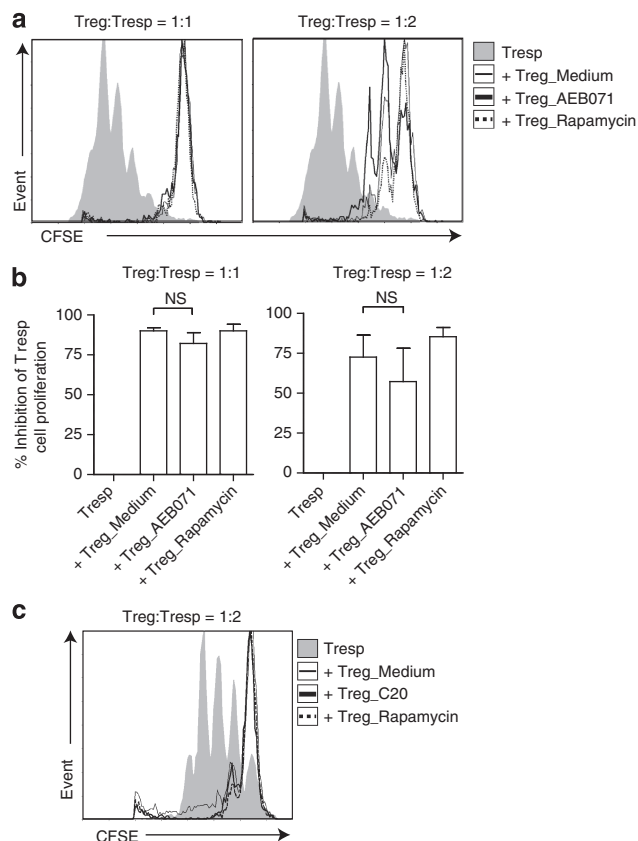 a
Treg:Tresp = 1:1
Treg:Tresp = 1:2
Event
CFSE
Tresp
+ Treg_Medium
+ Treg_AEB071
+ Treg_Rapamycin
b
Treg:Tresp = 1:1
Treg:Tresp = 1:2
% Inhibition of T resp
cell proliferation
100
75
50
25
0
NS
Tresp
+ Treg_Medium
+ Treg_AEB071
+ Treg_Rapamycin
100
75
50
25
0
NS
Tresp
+ Treg_Medium
+ Treg_AEB071
+ Treg_Rapamycin
c
Treg:Tresp = 1:2
Event
CFSE
Tresp
+ Treg_Medium
+ Treg_C20
+ Treg_Rapamycin